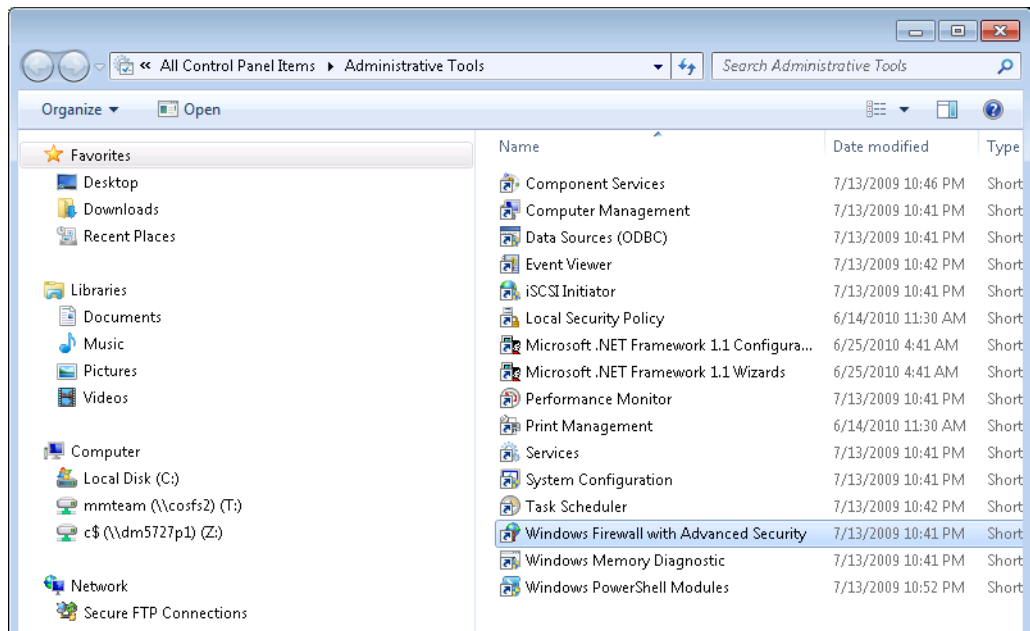 « All Control Panel Items ▸ Administrative Tools
Search Administrative Tools
Organize ▾ Open
Favorites
Desktop
Downloads
Recent Places
Libraries
Documents
Music
Pictures
Videos
Computer
Local Disk (C:)
mmteam (\\cosfs2) (T:)
c$ (\\dm5727p1) (Z:)
Network
Secure FTP Connections
Name Date modified Type
Component Services 7/13/2009 10:46 PM Short
Computer Management 7/13/2009 10:41 PM Short
Data Sources (ODBC) 7/13/2009 10:41 PM Short
Event Viewer 7/13/2009 10:42 PM Short
iSCSI Initiator 7/13/2009 10:41 PM Short
Local Security Policy 6/14/2010 11:30 AM Short
Microsoft .NET Framework 1.1 Configura... 6/25/2010 4:41 AM Short
Microsoft .NET Framework 1.1 Wizards 6/25/2010 4:41 AM Short
Performance Monitor 7/13/2009 10:41 PM Short
Print Management 6/14/2010 11:30 AM Short
Services 7/13/2009 10:41 PM Short
System Configuration 7/13/2009 10:41 PM Short
Task Scheduler 7/13/2009 10:42 PM Short
Windows Firewall with Advanced Security 7/13/2009 10:41 PM Short
Windows Memory Diagnostic 7/13/2009 10:41 PM Short
Windows PowerShell Modules 7/13/2009 10:52 PM Short